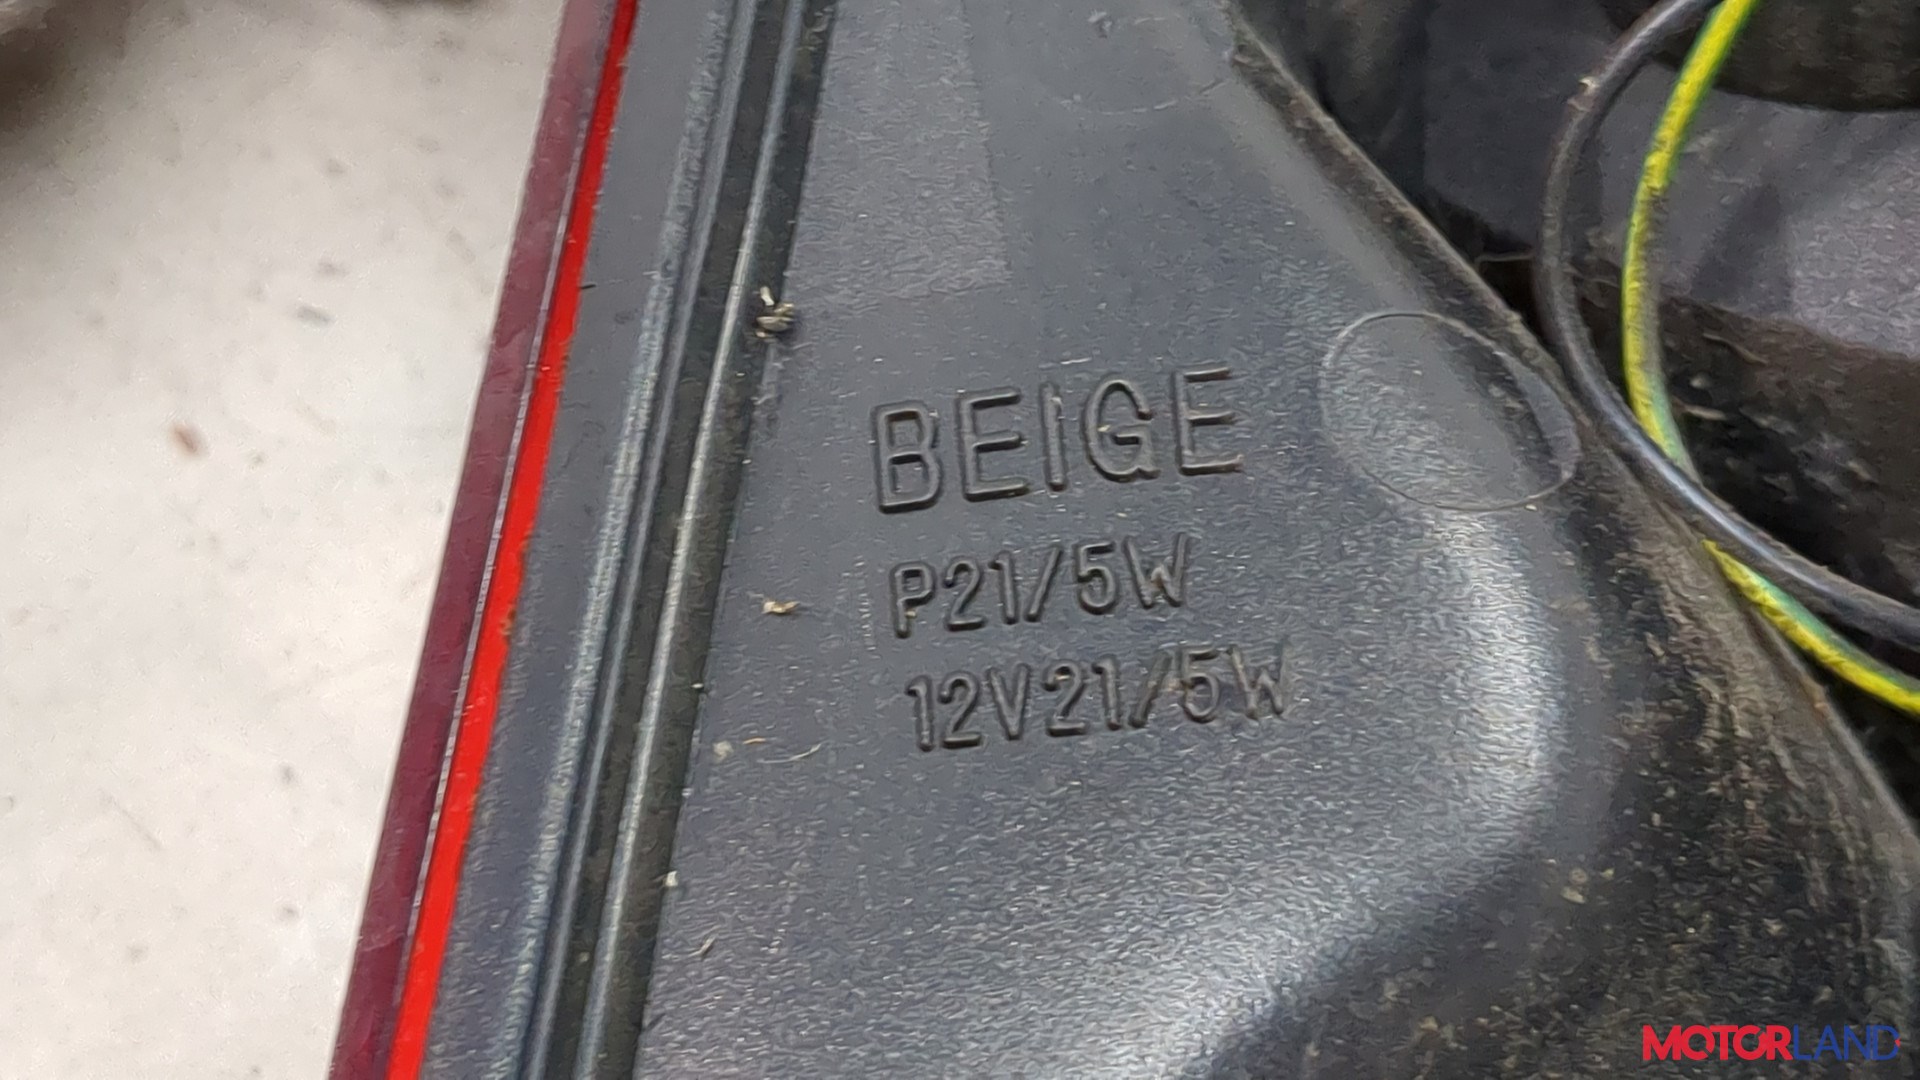 BEIGE
P21/5W
12V21/5W
MOTORLAND